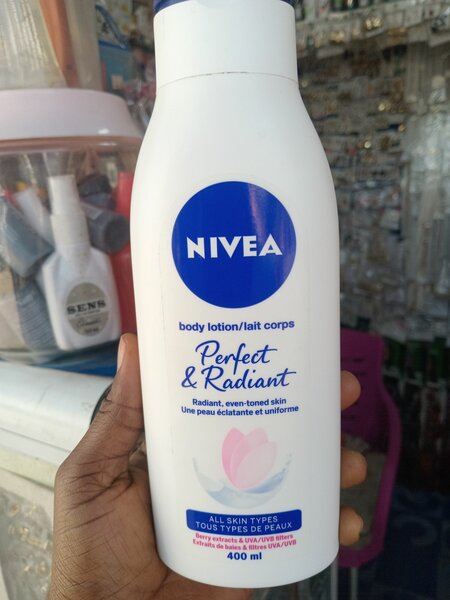 NIVEA
body lotion/lait corps
Perfect
& Radiant
Radiant, even-toned skin
Une peau éclatante et uniforme
ALL SKIN TYPES
TOUS TYPES DE PEAUX
Berry extracts & UVA/UVB filters
Extraits de baies & filtres UVA/UVB
400 ml
SENS